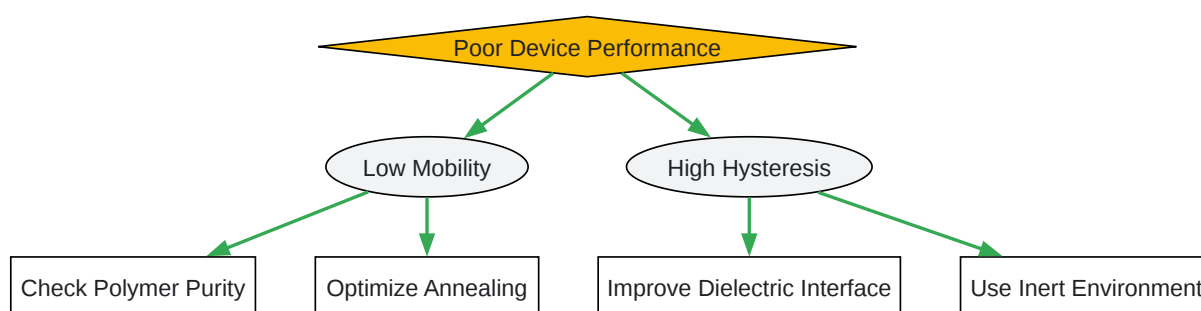 Poor Device Performance
Low Mobility
High Hysteresis
Check Polymer Purity
Optimize Annealing
Improve Dielectric Interface
Use Inert Environment